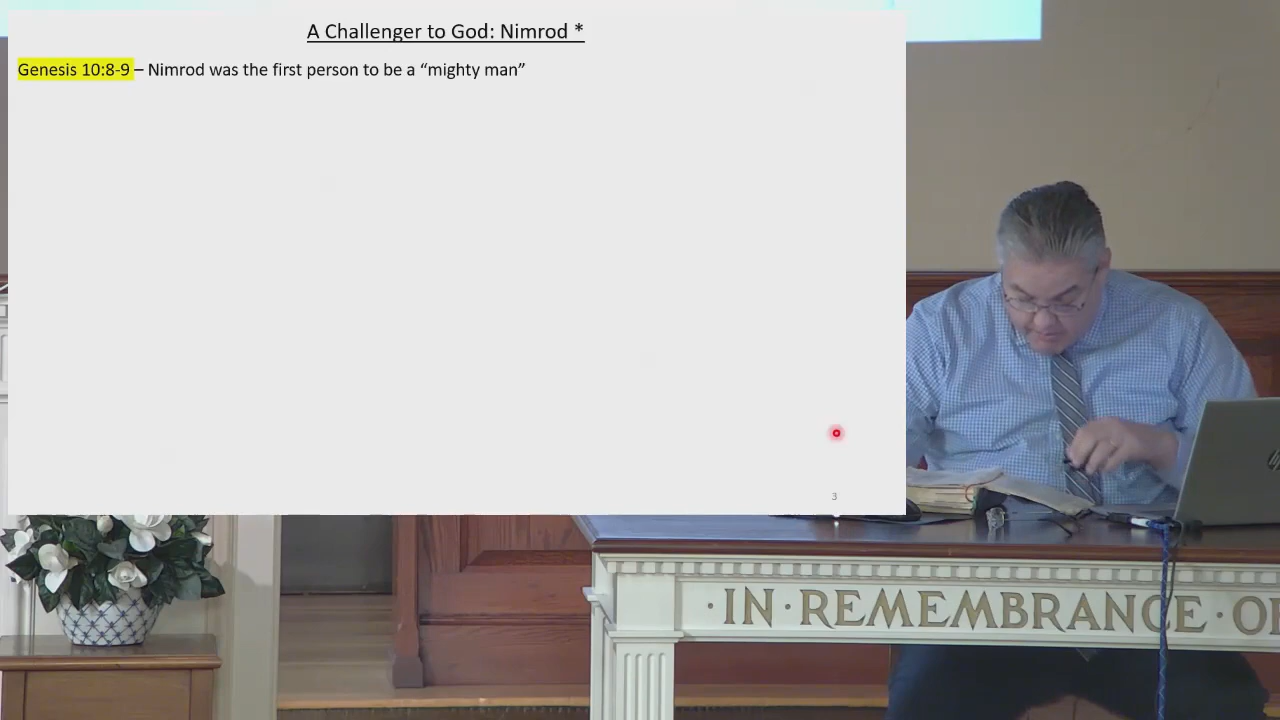 A Challenger to God: Nimrod *
Genesis 10:8-9 – Nimrod was the first person to be a “mighty man”
3
·IN·REMEMBRANCE·O